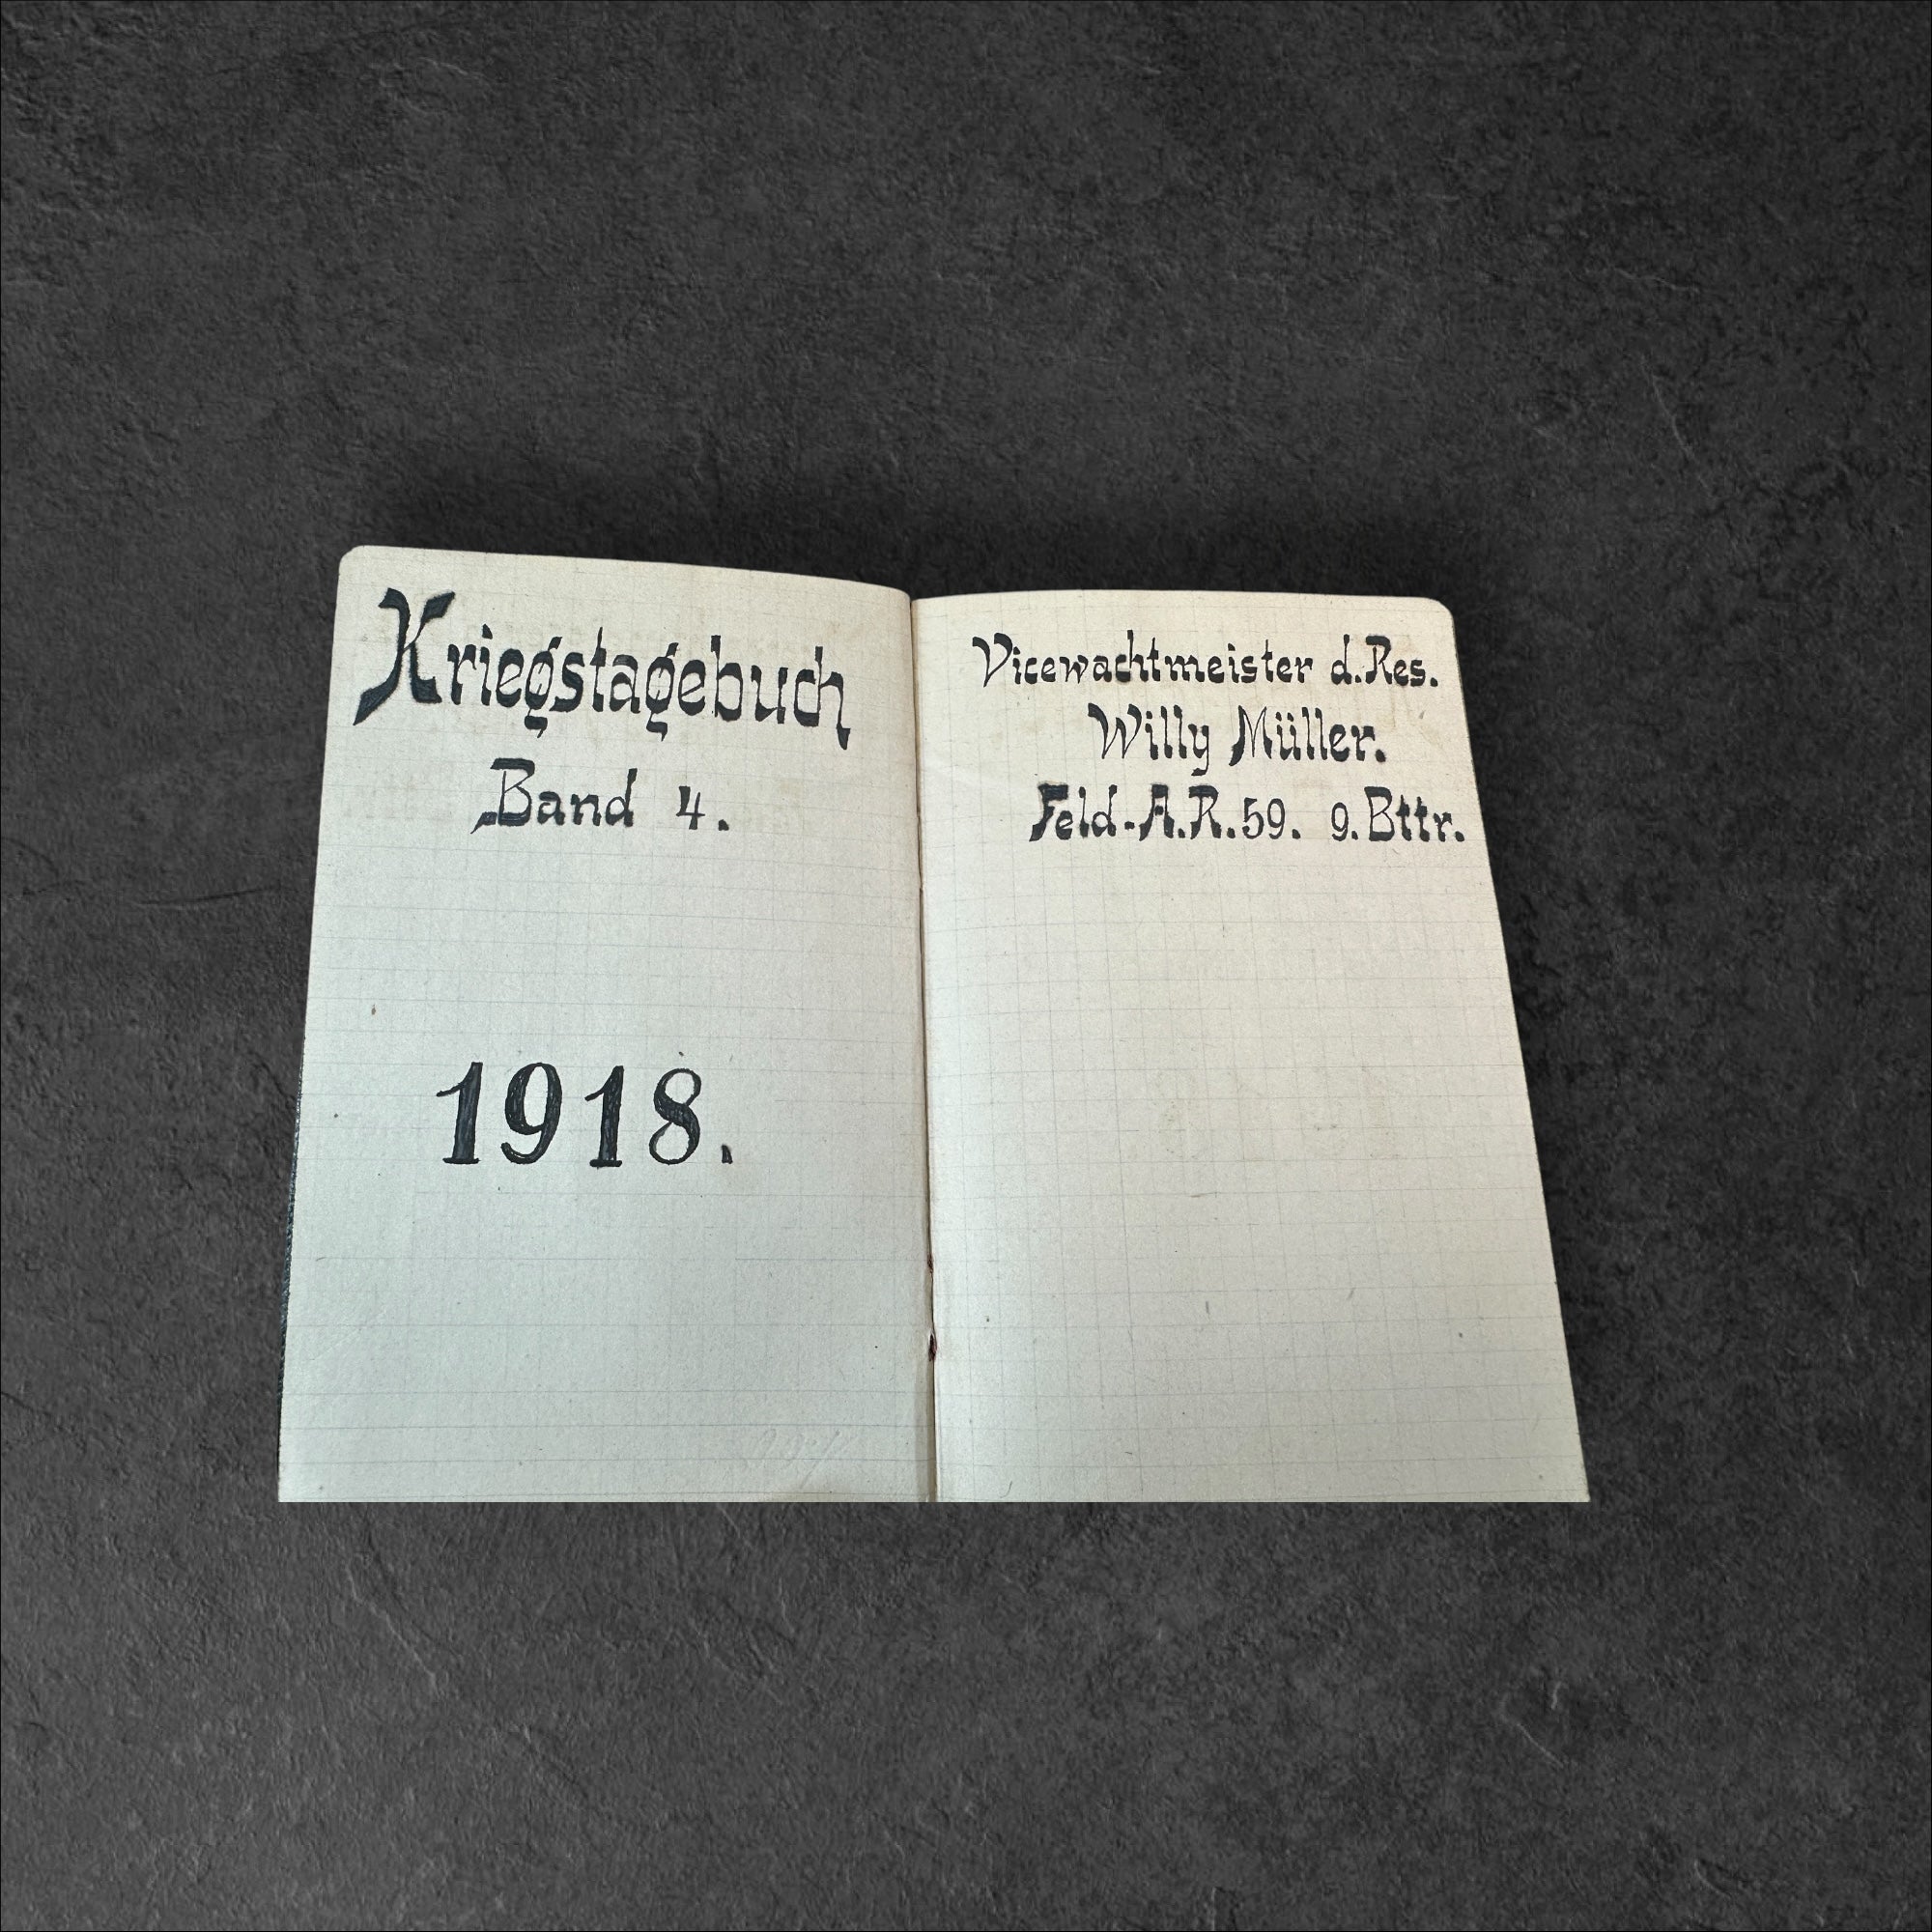 Kriegstagebuch
Band 4.
1918.
Vicewachtmeister d.Res.
Willy Müller.
Feld-A.R.59. 9.Bttr.